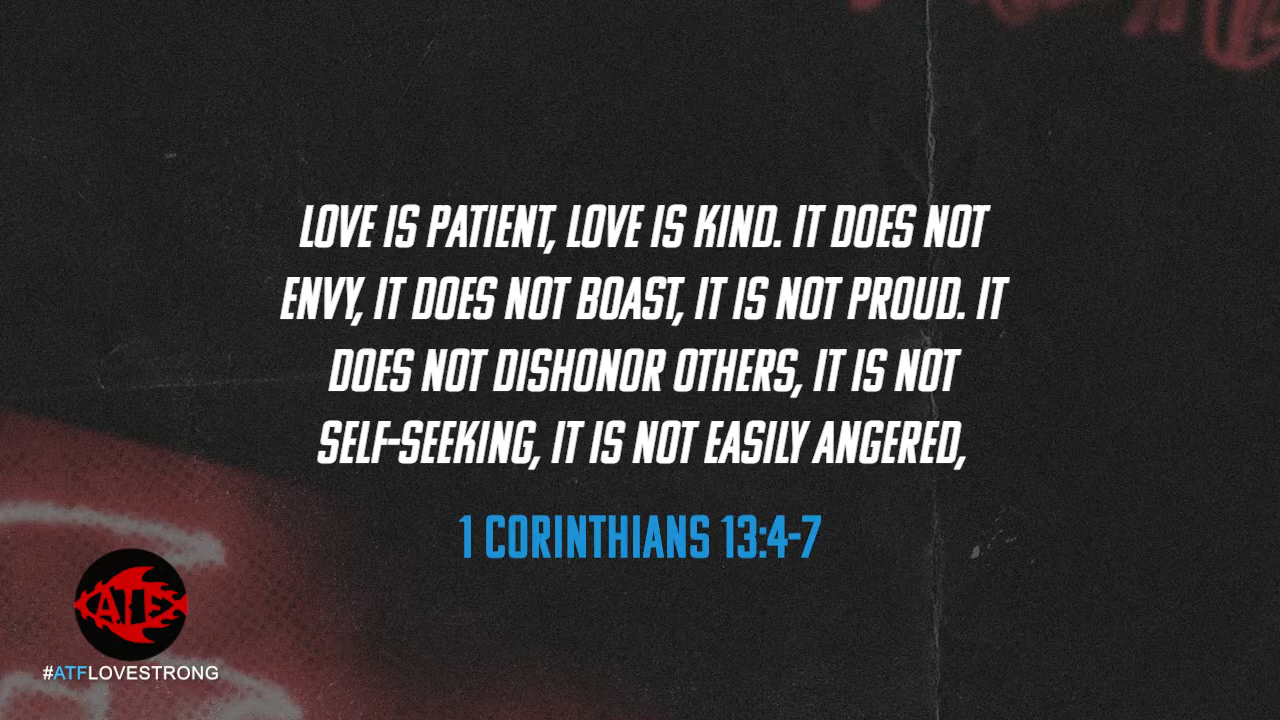 LOVE IS PATIENT, LOVE IS KIND. IT DOES NOT
ENVY, IT DOES NOT BOAST, IT IS NOT PROUD. IT
DOES NOT DISHONOR OTHERS, IT IS NOT
SELF-SEEKING, IT IS NOT EASILY ANGERED,
1 CORINTHIANS 13:4-7
ATF
#ATFLOVESTRONG